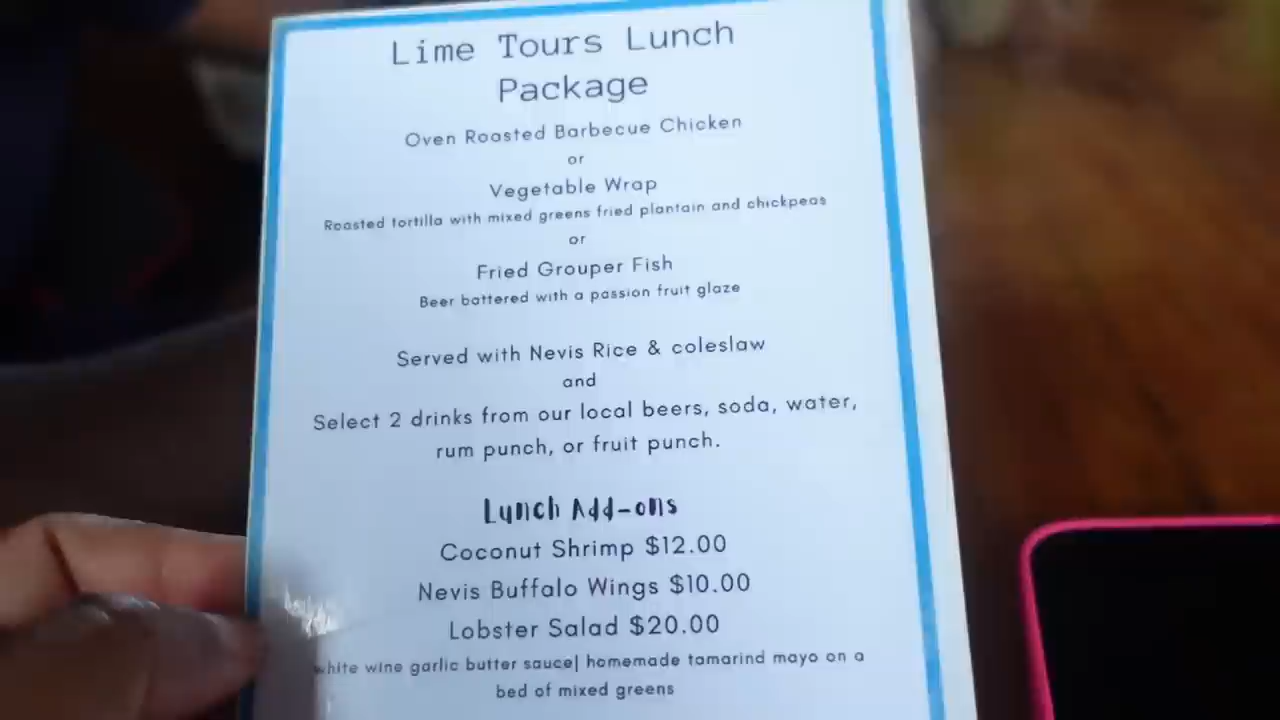 Lime Tours Lunch
Package
Oven Roasted Barbecue Chicken
or
Vegetable Wrap
Roasted tortilla with mixed greens fried plantain and chickpeas
or
Fried Grouper Fish
Beer battered with a passion fruit glaze
Served with Nevis Rice & coleslaw
and
Select 2 drinks from our local beers, soda, water,
rum punch, or fruit punch.
Lunch Add-ons
Coconut Shrimp $12.00
Nevis Buffalo Wings $10.00
Lobster Salad $20.00
white wine garlic butter sauce| homemade tamarind mayo on a
bed of mixed greens